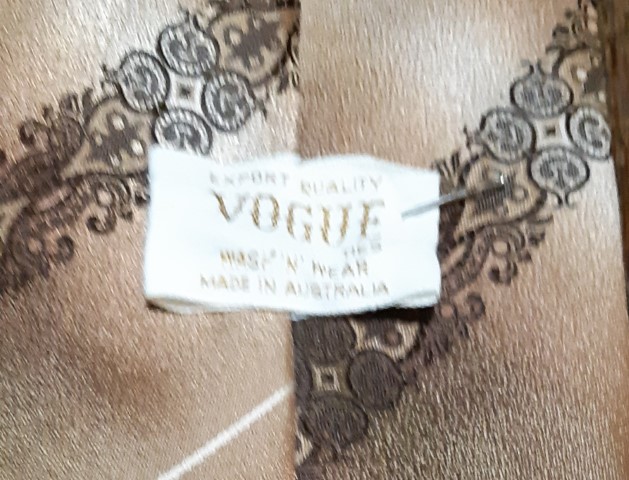 EXPORT QUALITY
VOGUE
TIES
WASH 'N' WEAR
MADE IN AUSTRALIA